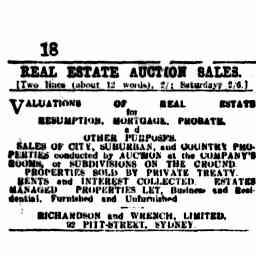 18
REAL ESTATE AUCTION SALES.
[Two lines (about 12 words), 2/; Saturdays 2/6.]
VALUATIONS OF REAL ESTATE
for
RESUMPTION, MORTGAGE, PROBATE,
and
OTHER PURPOSES.
SALES OF CITY, SUBURBAN, and COUNTRY PRO-
PERTIES conducted by AUCTION at the COMPANY'S
ROOMS, or SUBDIVISIONS ON THE GROUND.
PROPERTIES SOLD BY PRIVATE TREATY.
RENTS and INTEREST COLLECTED. ESTATES
MANAGED PROPERTIES LET, Business and Resi-
dential, Furnished and Unfurnished
RICHARDSON and WRENCH, LIMITED,
92 PITT-STREET, SYDNEY